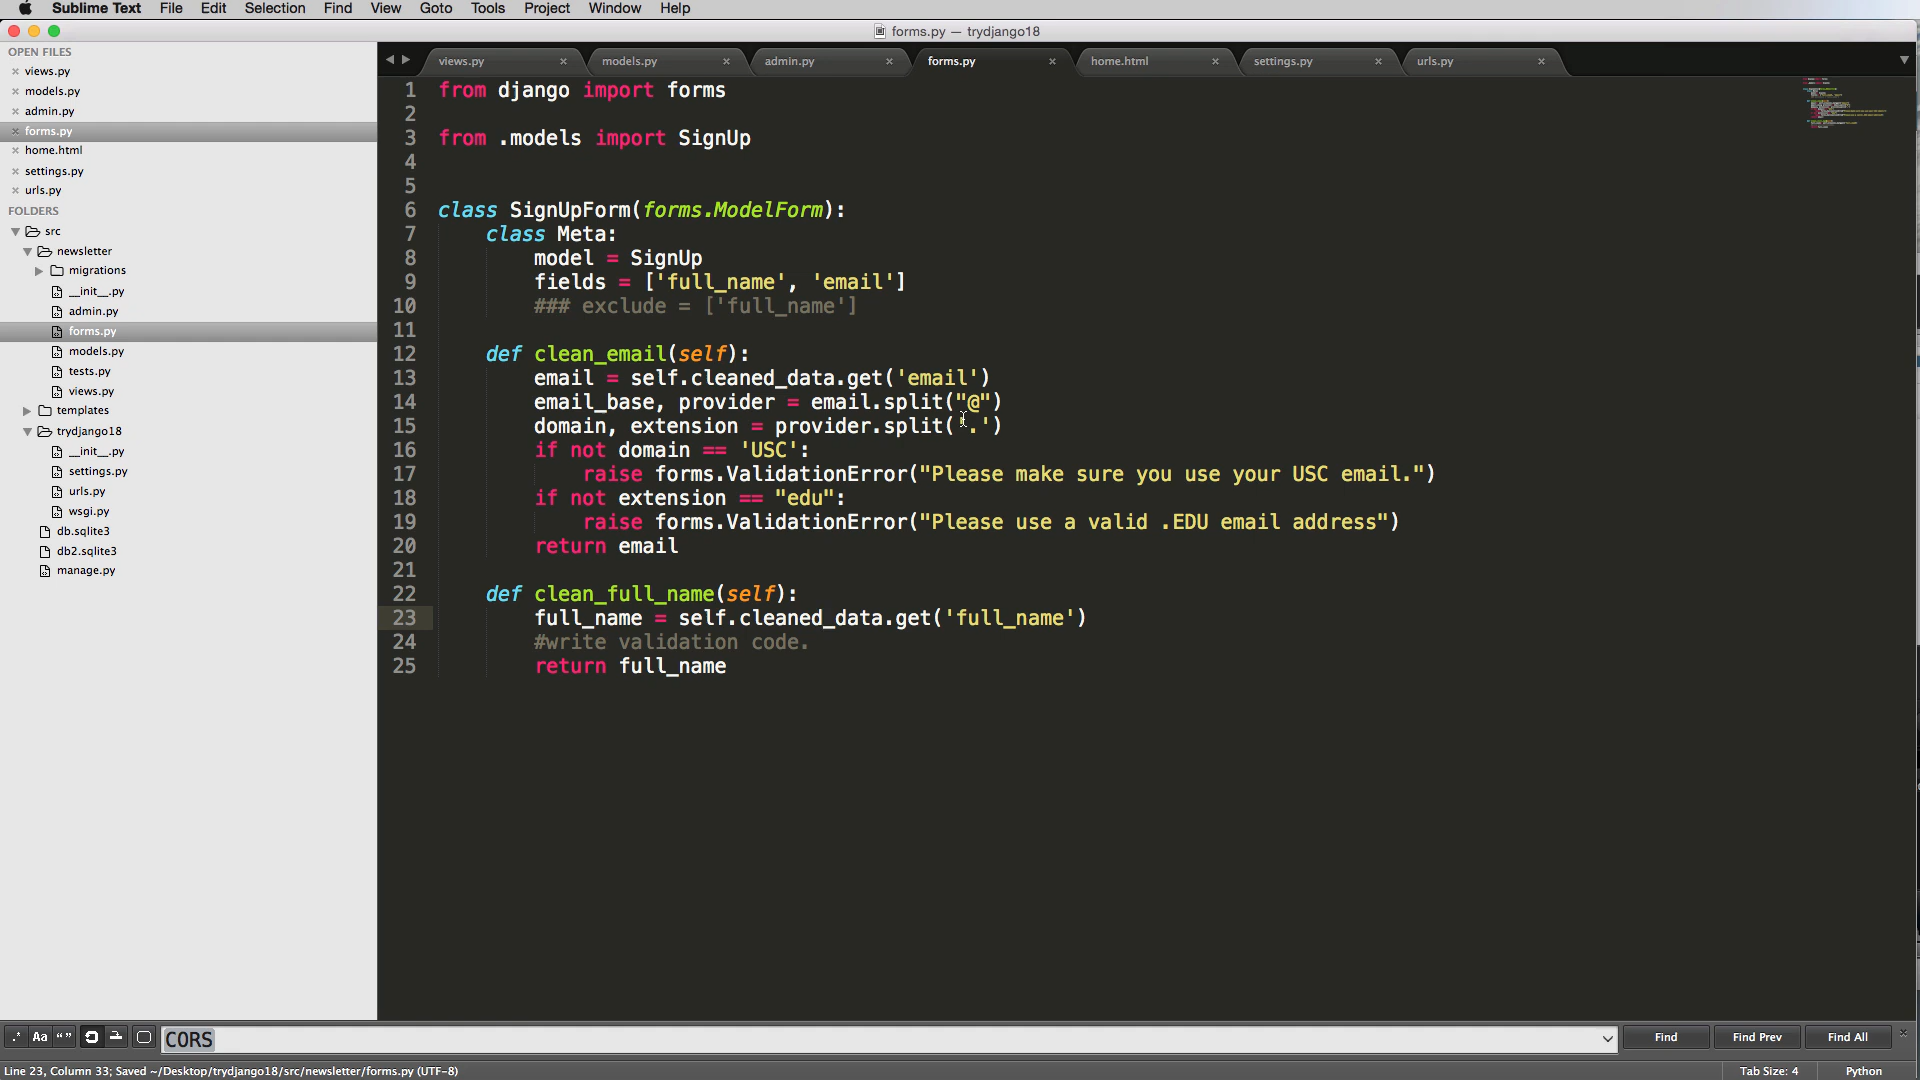 Sublime Text File Edit Selection Find View Goto Tools Project Window Help
forms.py — trydjango18
OPEN FILES
views.py
models.py
admin.py
forms.py
home.html
settings.py
urls.py
FOLDERS
src
newsletter
migrations
__init__.py
admin.py
forms.py
models.py
tests.py
views.py
templates
trydjango18
__init__.py
settings.py
urls.py
wsgi.py
db.sqlite3
db2.sqlite3
manage.py
views.py models.py admin.py forms.py home.html settings.py urls.py
1 from django import forms
2
3 from .models import SignUp
4
5
6 class SignUpForm(forms.ModelForm):
7 class Meta:
8 model = SignUp
9 fields = ['full_name', 'email']
10 ### exclude = ['full_name']
11
12 def clean_email(self):
13 email = self.cleaned_data.get('email')
14 email_base, provider = email.split("@")
15 domain, extension = provider.split('.')
16 if not domain == 'USC':
17 raise forms.ValidationError("Please make sure you use your USC email.")
18 if not extension == "edu":
19 raise forms.ValidationError("Please use a valid .EDU email address")
20 return email
21
22 def clean_full_name(self):
23 full_name = self.cleaned_data.get('full_name')
24 #write validation code.
25 return full_name
.* Aa “ ” CORS Find Find Prev Find All
Line 23, Column 33; Saved ~/Desktop/trydjango18/src/newsletter/forms.py (UTF-8) Tab Size: 4 Python